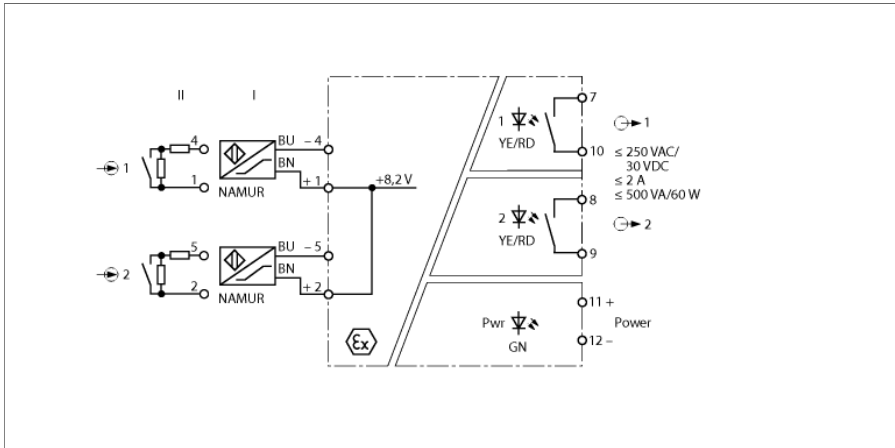 II I
4 BU – 4
1 BN
1 NAMUR + 1
+8,2 V
5 BU – 5
2 BN
2 NAMUR + 2
Ex
7
1 YE/RD
1
10
≤ 250 VAC/
30 VDC
≤ 2 A
≤ 500 VA/60 W
8
2 YE/RD
2
9
11 +
Pwr Power
GN
12 –